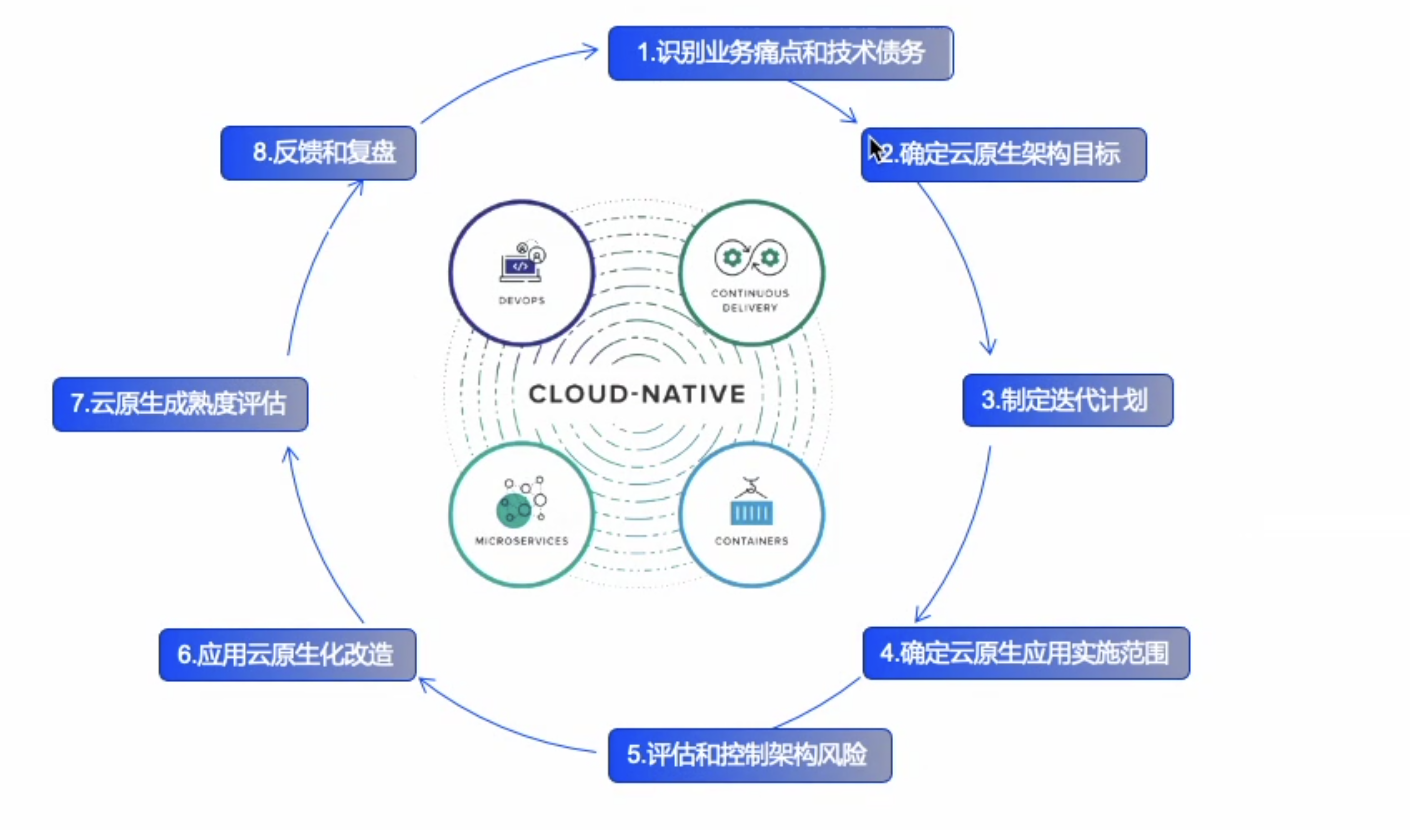 1.识别业务痛点和技术债务
8.反馈和复盘
2.确定云原生架构目标
DEVOPS
CONTINUOUS
DELIVERY
CLOUD-NATIVE
7.云原生成熟度评估
3.制定迭代计划
MICROSERVICES
CONTAINERS
6.应用云原生化改造
4.确定云原生应用实施范围
5.评估和控制架构风险